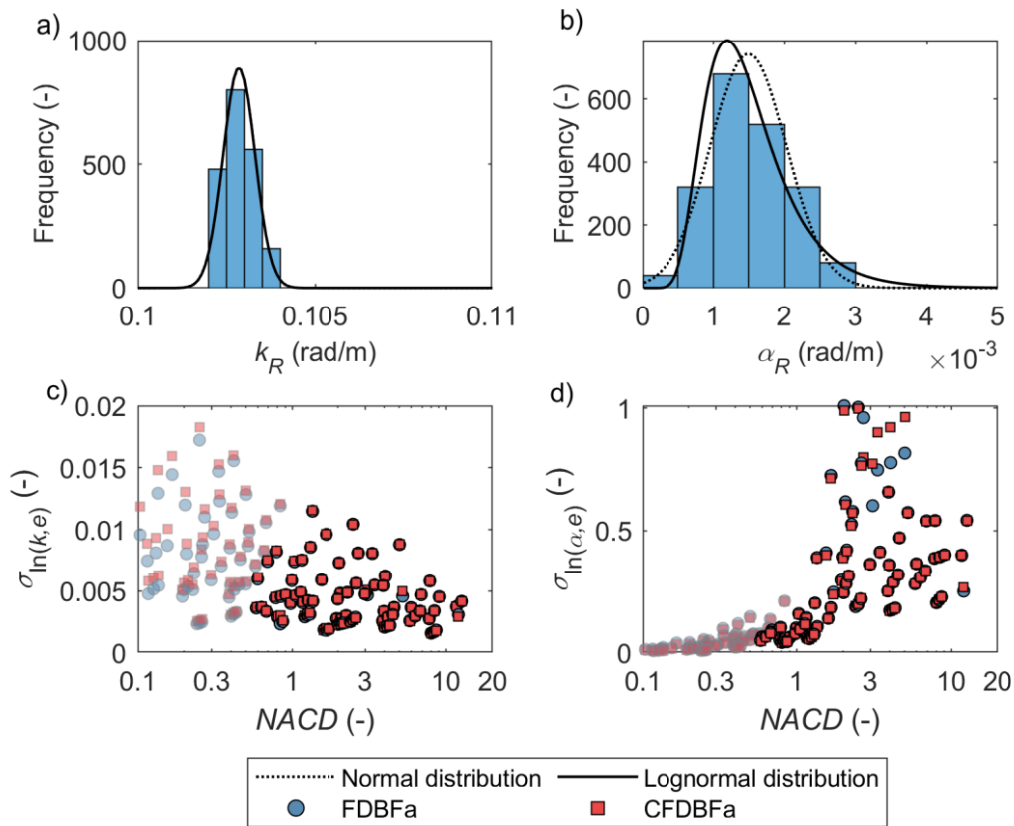 a)
1000
500
0
Frequency (-)
0.1
0.105
0.11
k_R (rad/m)
b)
600
400
200
0
Frequency (-)
0
1
2
3
4
5
α_R (rad/m)
×10⁻³
c)
0.02
0.015
0.01
0.005
0
σ_ln(k,e) (-)
0.1
0.3
1
3
10
20
NACD (-)
d)
1
0.5
0
σ_ln(α,e) (-)
0.1
0.3
1
3
10
20
NACD (-)
Normal distribution
Lognormal distribution
FDBFa
CFDBFa